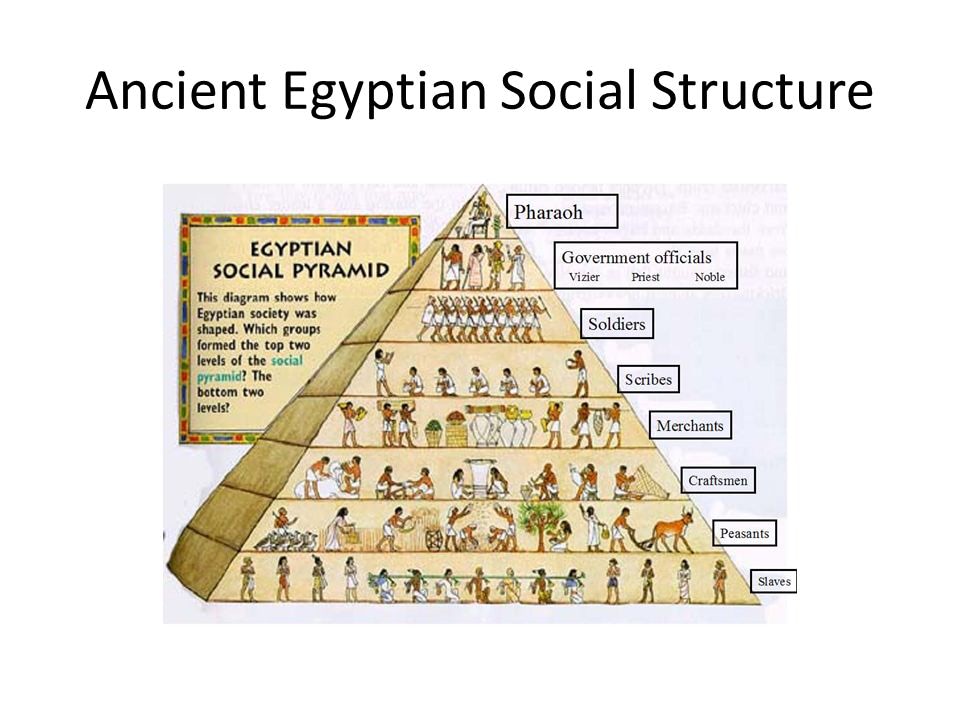 Ancient Egyptian Social Structure
EGYPTIAN
SOCIAL PYRAMID
This diagram shows how
Egyptian society was
shaped. Which groups
formed the top two
levels of the social
pyramid? The
bottom two
levels?
Pharaoh
Government officials
Vizier Priest Noble
Soldiers
Scribes
Merchants
Craftsmen
Peasants
Slaves